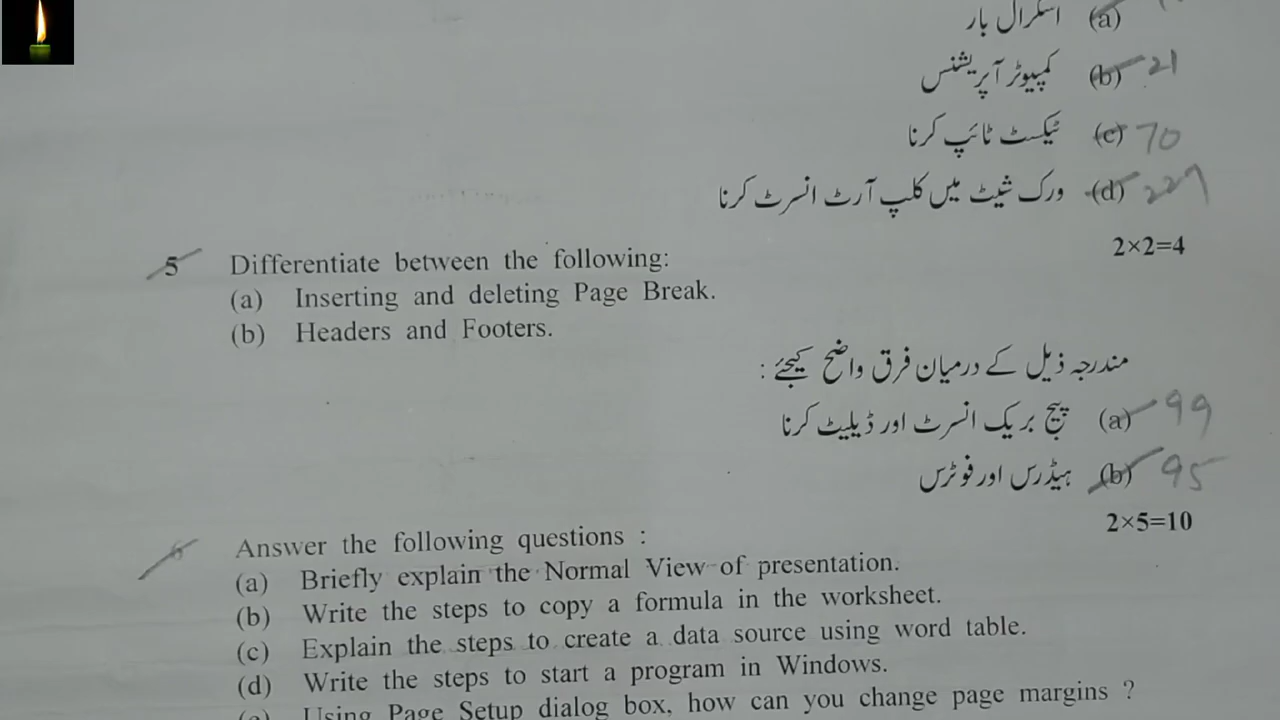 (a) اسکرال بار
(b) کمپیوٹر آپریشنس 21
(c) ٹیکسٹ ٹائپ کرنا 70
(d) ورک شیٹ میں کلپ آرٹ انسرٹ کرنا 229
5 Differentiate between the following: 2×2=4
(a) Inserting and deleting Page Break.
(b) Headers and Footers.
مندرجہ ذیل کے درمیان فرق واضح کیجئے :
(a) پیج بریک انسرٹ اور ڈیلیٹ کرنا 99
(b) ہیڈرس اور فوٹرس 95
6 Answer the following questions : 2×5=10
(a) Briefly explain the Normal View of presentation.
(b) Write the steps to copy a formula in the worksheet.
(c) Explain the steps to create a data source using word table.
(d) Write the steps to start a program in Windows.
(e) Using Page Setup dialog box, how can you change page margins ?